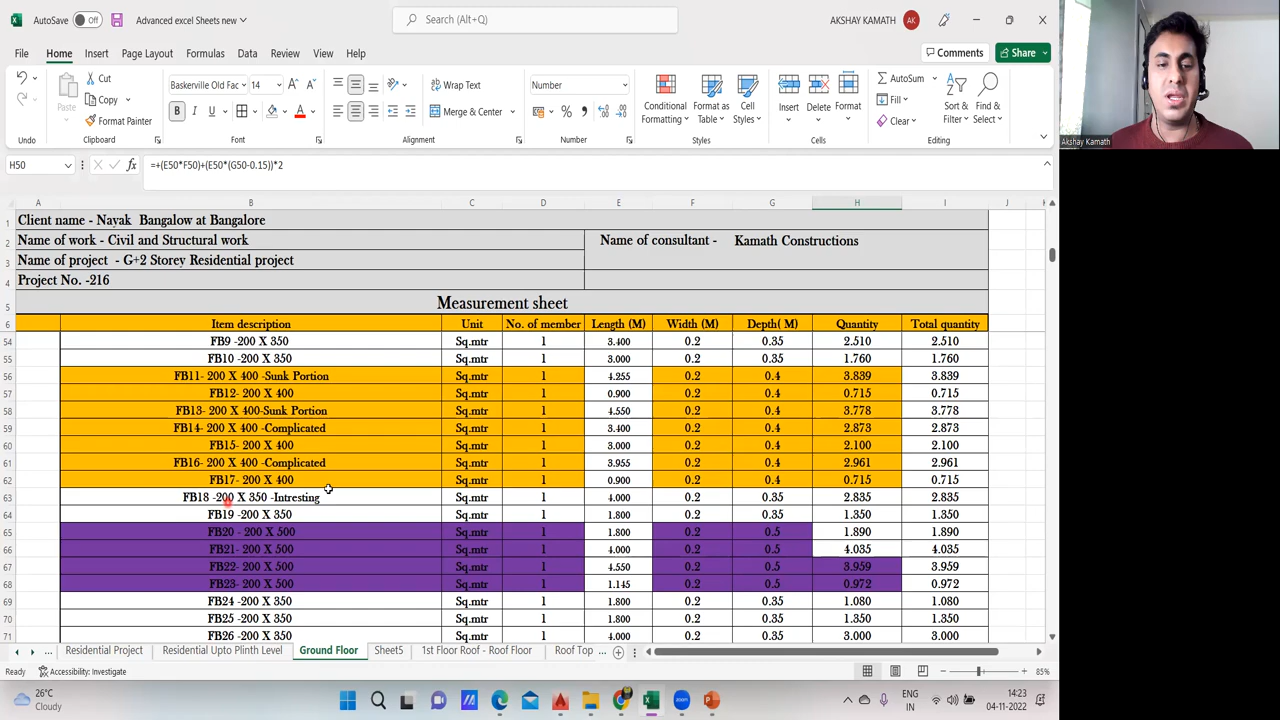 AutoSave Off Advanced excel Sheets new Search (Alt+Q) AKSHAY KAMATH AK
File Home Insert Page Layout Formulas Data Review View Help Comments Share
Cut
Copy
Format Painter
Paste
Undo
Clipboard
Baskerville Old Fac 14
Font
Wrap Text
Merge & Center
Alignment
Number
Number
Conditional Formatting
Format as Table
Cell Styles
Styles
Insert Delete Format
Cells
AutoSum
Fill
Clear
Sort & Filter
Find & Select
Editing
Akshay Kamath
H50 fx =+(E50*F50)+(E50*(G50-0.15))*2
A B C D E F G H I J K
1 Client name - Nayak Bangalow at Bangalore
2 Name of work - Civil and Structural work Name of consultant - Kamath Constructions
3 Name of project - G+2 Storey Residential project
4 Project No. -216
5 Measurement sheet
6 Item description Unit No. of member Length (M) Width (M) Depth( M) Quantity Total quantity
54 FB9 -200 X 350 Sq.mtr 1 3.400 0.2 0.35 2.510 2.510
55 FB10 -200 X 350 Sq.mtr 1 3.000 0.2 0.35 1.760 1.760
56 FB11- 200 X 400 -Sunk Portion Sq.mtr 1 4.255 0.2 0.4 3.839 3.839
57 FB12- 200 X 400 Sq.mtr 1 0.900 0.2 0.4 0.715 0.715
58 FB13- 200 X 400-Sunk Portion Sq.mtr 1 4.550 0.2 0.4 3.778 3.778
59 FB14- 200 X 400 -Complicated Sq.mtr 1 3.400 0.2 0.4 2.873 2.873
60 FB15- 200 X 400 Sq.mtr 1 3.000 0.2 0.4 2.100 2.100
61 FB16- 200 X 400 -Complicated Sq.mtr 1 3.955 0.2 0.4 2.961 2.961
62 FB17- 200 X 400 Sq.mtr 1 0.900 0.2 0.4 0.715 0.715
63 FB18 -200 X 350 -Intresting Sq.mtr 1 4.000 0.2 0.35 2.835 2.835
64 FB19 -200 X 350 Sq.mtr 1 1.800 0.2 0.35 1.350 1.350
65 FB20 - 200 X 500 Sq.mtr 1 1.800 0.2 0.5 1.890 1.890
66 FB21- 200 X 500 Sq.mtr 1 4.000 0.2 0.5 4.035 4.035
67 FB22- 200 X 500 Sq.mtr 1 4.550 0.2 0.5 3.959 3.959
68 FB23- 200 X 500 Sq.mtr 1 1.145 0.2 0.5 0.972 0.972
69 FB24 -200 X 350 Sq.mtr 1 1.800 0.2 0.35 1.080 1.080
70 FB25 -200 X 350 Sq.mtr 1 1.800 0.2 0.35 1.350 1.350
71 FB26 -200 X 350 Sq.mtr 1 4.000 0.2 0.35 3.000 3.000
... Residential Project Residential Upto Plinth Level Ground Floor Sheet5 1st Floor Roof - Roof Floor Roof Top ...
Ready Accessibility: Investigate 85%
26°C
Cloudy
ENG
IN
14:23
04-11-2022